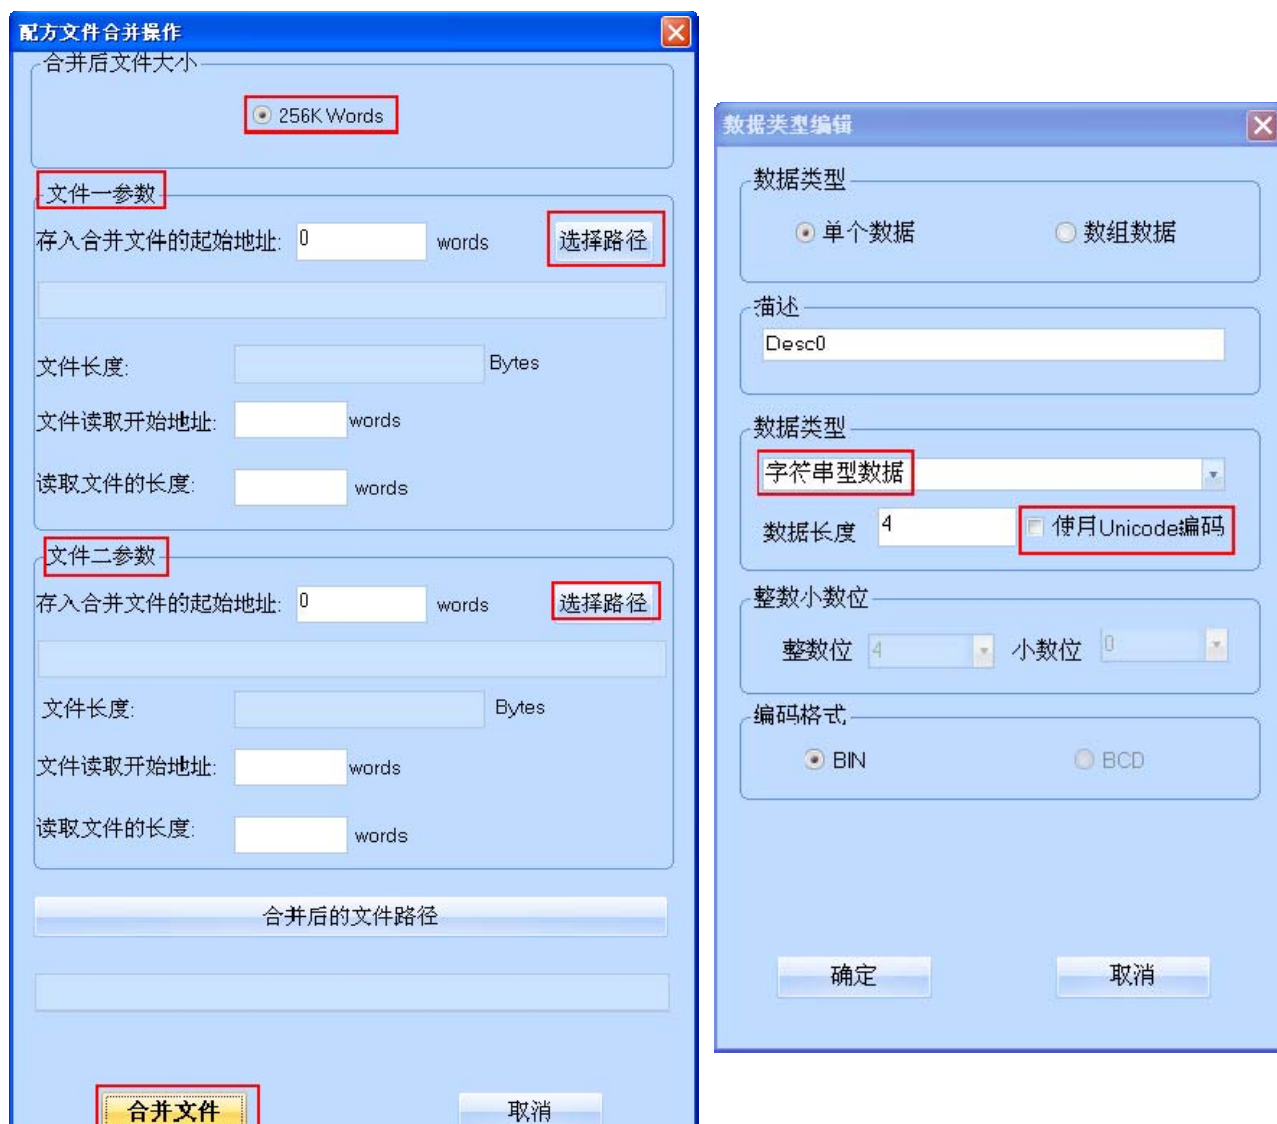 配方文件合并操作
合并后文件大小
256K Words
文件一参数
存入合并文件的起始地址: 0 words 选择路径
文件长度: Bytes
文件读取开始地址: words
读取文件的长度: words
文件二参数
存入合并文件的起始地址: 0 words 选择路径
文件长度: Bytes
文件读取开始地址: words
读取文件的长度: words
合并后的文件路径
合并文件 取消
数据类型编辑
数据类型
单个数据 数组数据
描述
Desc0
数据类型
字符串型数据
数据长度 4 使用Unicode编码
整数小数位
整数位 4 小数位 0
编码格式
BIN BCD
确定 取消